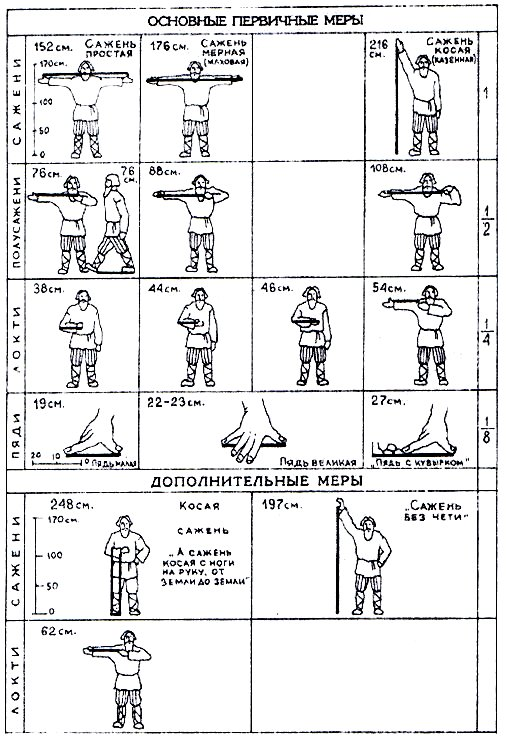 ОСНОВНЫЕ ПЕРВИЧНЫЕ МЕРЫ
САЖЕНИ
152 см. САЖЕНЬ ПРОСТАЯ
170 см.
100
50
0
176 см. САЖЕНЬ МЕРНАЯ (МАХОВАЯ)
216 см. САЖЕНЬ КОСАЯ (КАЗЕННАЯ)
1
ПОЛУСАЖЕНИ
76 см.
76 см.
88 см.
108 см.
1/2
ЛОКТИ
38 см.
44 см.
46 см.
54 см.
1/4
ПЯДИ
19 см.
20 10 0 ПЯДЬ МАЛАЯ
22-23 см.
ПЯДЬ ВЕЛИКАЯ
27 см.
„ПЯДЬ С КУВЫРКОМ"
1/8
ДОПОЛНИТЕЛЬНЫЕ МЕРЫ
САЖЕНИ
248 см.
170 см.
100
50
0
КОСАЯ
САЖЕНЬ
„А САЖЕНЬ
КОСАЯ С НОГИ
НА РУКУ, ОТ
ЗЕМЛИ ДО ЗЕМЛИ"
197 см.
„САЖЕНЬ
БЕЗ ЧЕТИ"
ЛОКТИ
62 см.